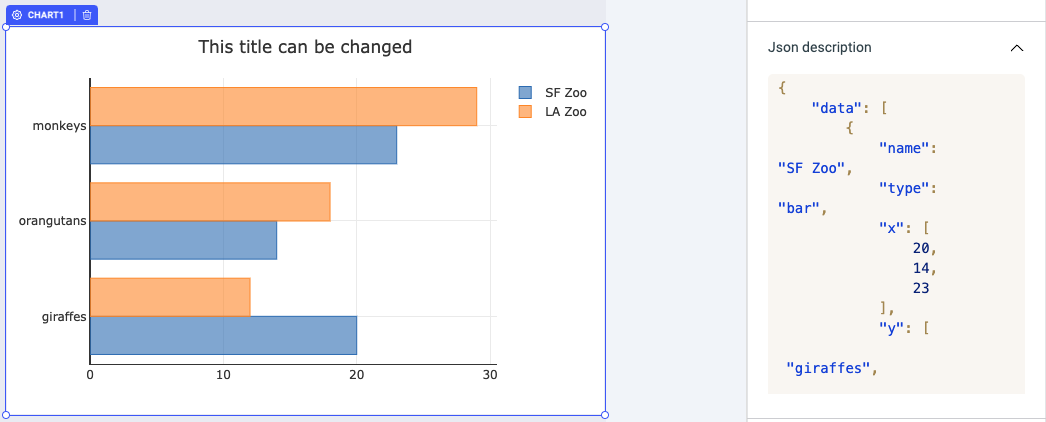 CHART1
This title can be changed
SF Zoo
LA Zoo
monkeys
orangutans
giraffes
0 10 20 30
Json description
{
"data": [
{
"name":
"SF Zoo",
"type":
"bar",
"x": [
20,
14,
23
],
"y": [
"giraffes",